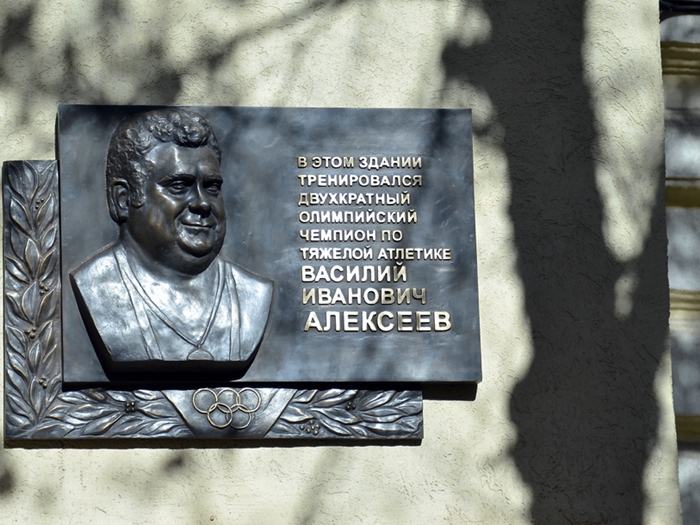 В ЭТОМ ЗДАНИИ
ТРЕНИРОВАЛСЯ
ДВУХКРАТНЫЙ
ОЛИМПИЙСКИЙ
ЧЕМПИОН ПО
ТЯЖЕЛОЙ АТЛЕТИКЕ
ВАСИЛИЙ
ИВАНОВИЧ
АЛЕКСЕЕВ